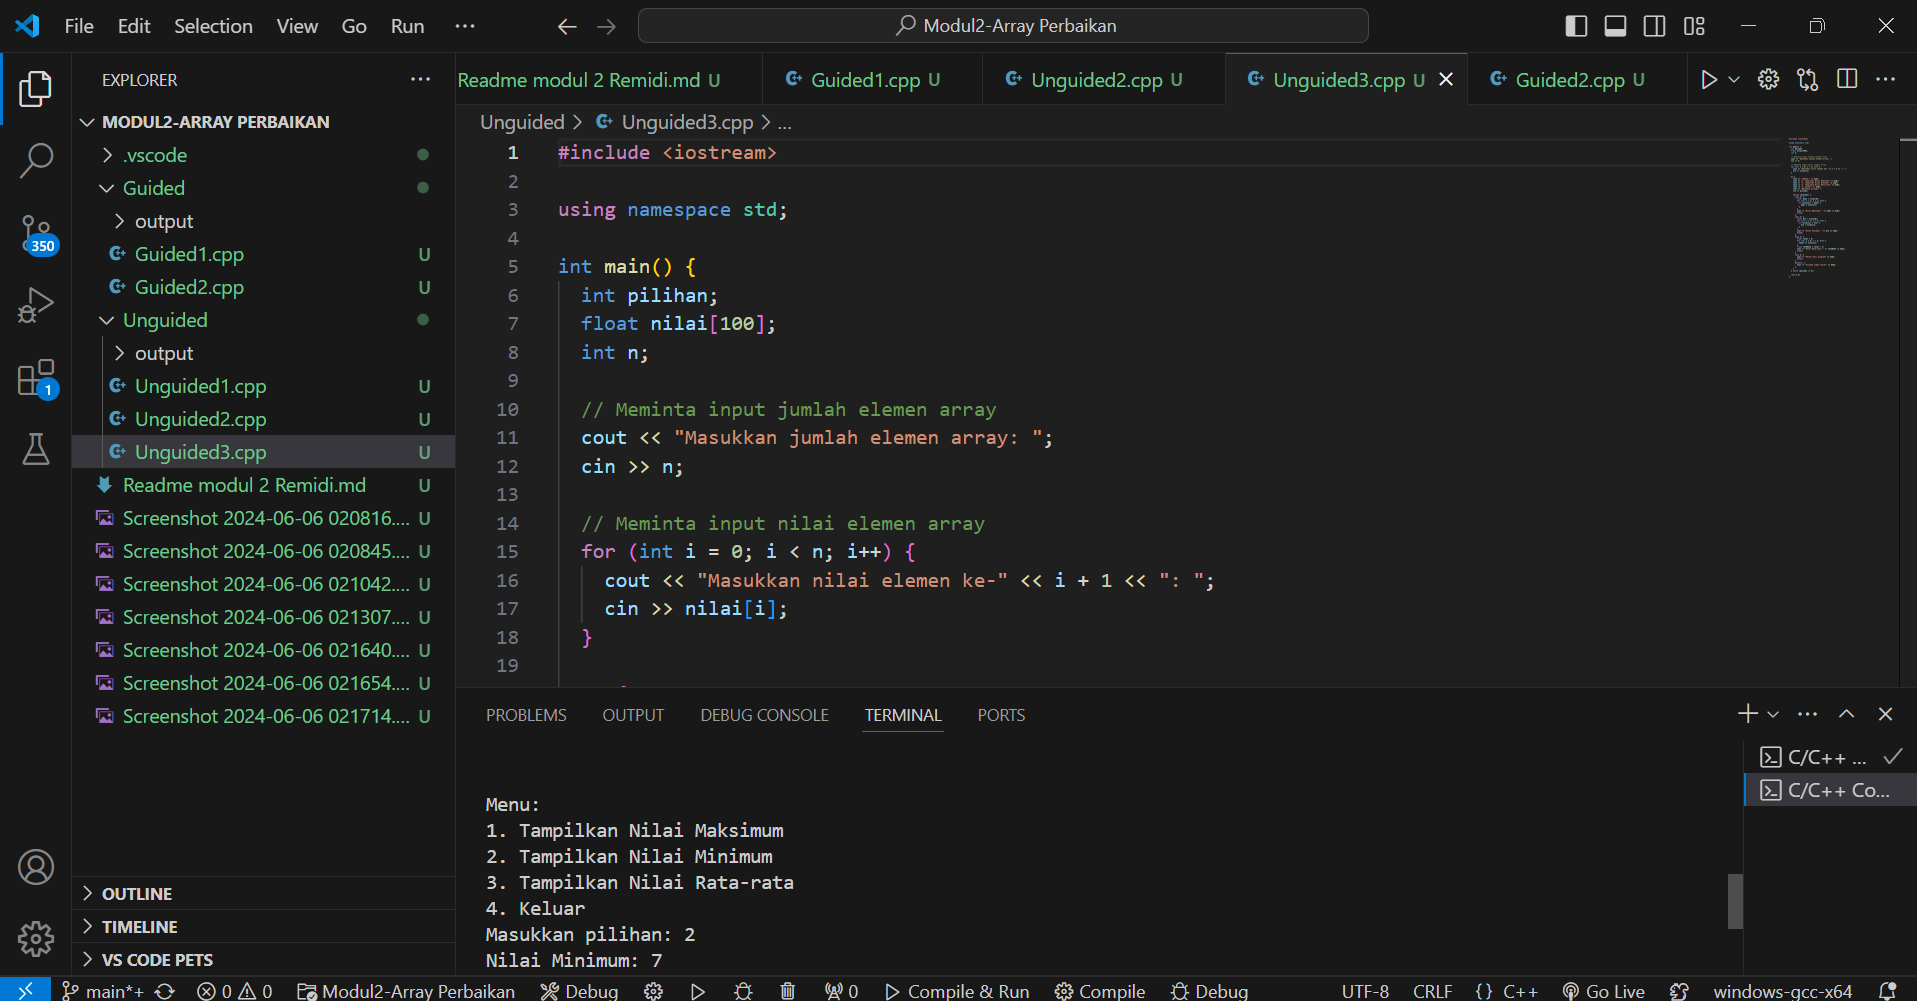 File Edit Selection View Go Run ··· Modul2-Array Perbaikan
EXPLORER
MODUL2-ARRAY PERBAIKAN
.vscode
Guided
output
Guided1.cpp U
Guided2.cpp U
Unguided
output
Unguided1.cpp U
Unguided2.cpp U
Unguided3.cpp U
Readme modul 2 Remidi.md U
Screenshot 2024-06-06 020816.... U
Screenshot 2024-06-06 020845.... U
Screenshot 2024-06-06 021042.... U
Screenshot 2024-06-06 021307.... U
Screenshot 2024-06-06 021640.... U
Screenshot 2024-06-06 021654.... U
Screenshot 2024-06-06 021714.... U
OUTLINE
TIMELINE
VS CODE PETS
350
1
Readme modul 2 Remidi.md U Guided1.cpp U Unguided2.cpp U Unguided3.cpp U Guided2.cpp U
Unguided > Unguided3.cpp > ...
1 #include <iostream>
2
3 using namespace std;
4
5 int main() {
6 int pilihan;
7 float nilai[100];
8 int n;
9
10 // Meminta input jumlah elemen array
11 cout << "Masukkan jumlah elemen array: ";
12 cin >> n;
13
14 // Meminta input nilai elemen array
15 for (int i = 0; i < n; i++) {
16 cout << "Masukkan nilai elemen ke-" << i + 1 << ": ";
17 cin >> nilai[i];
18 }
19
PROBLEMS OUTPUT DEBUG CONSOLE TERMINAL PORTS
Menu:
1. Tampilkan Nilai Maksimum
2. Tampilkan Nilai Minimum
3. Tampilkan Nilai Rata-rata
4. Keluar
Masukkan pilihan: 2
Nilai Minimum: 7
C/C++ ...
C/C++ Co...
main*+ 0 0 Modul2-Array Perbaikan Debug 0 Compile & Run Compile Debug UTF-8 CRLF {} C++ Go Live windows-gcc-x64